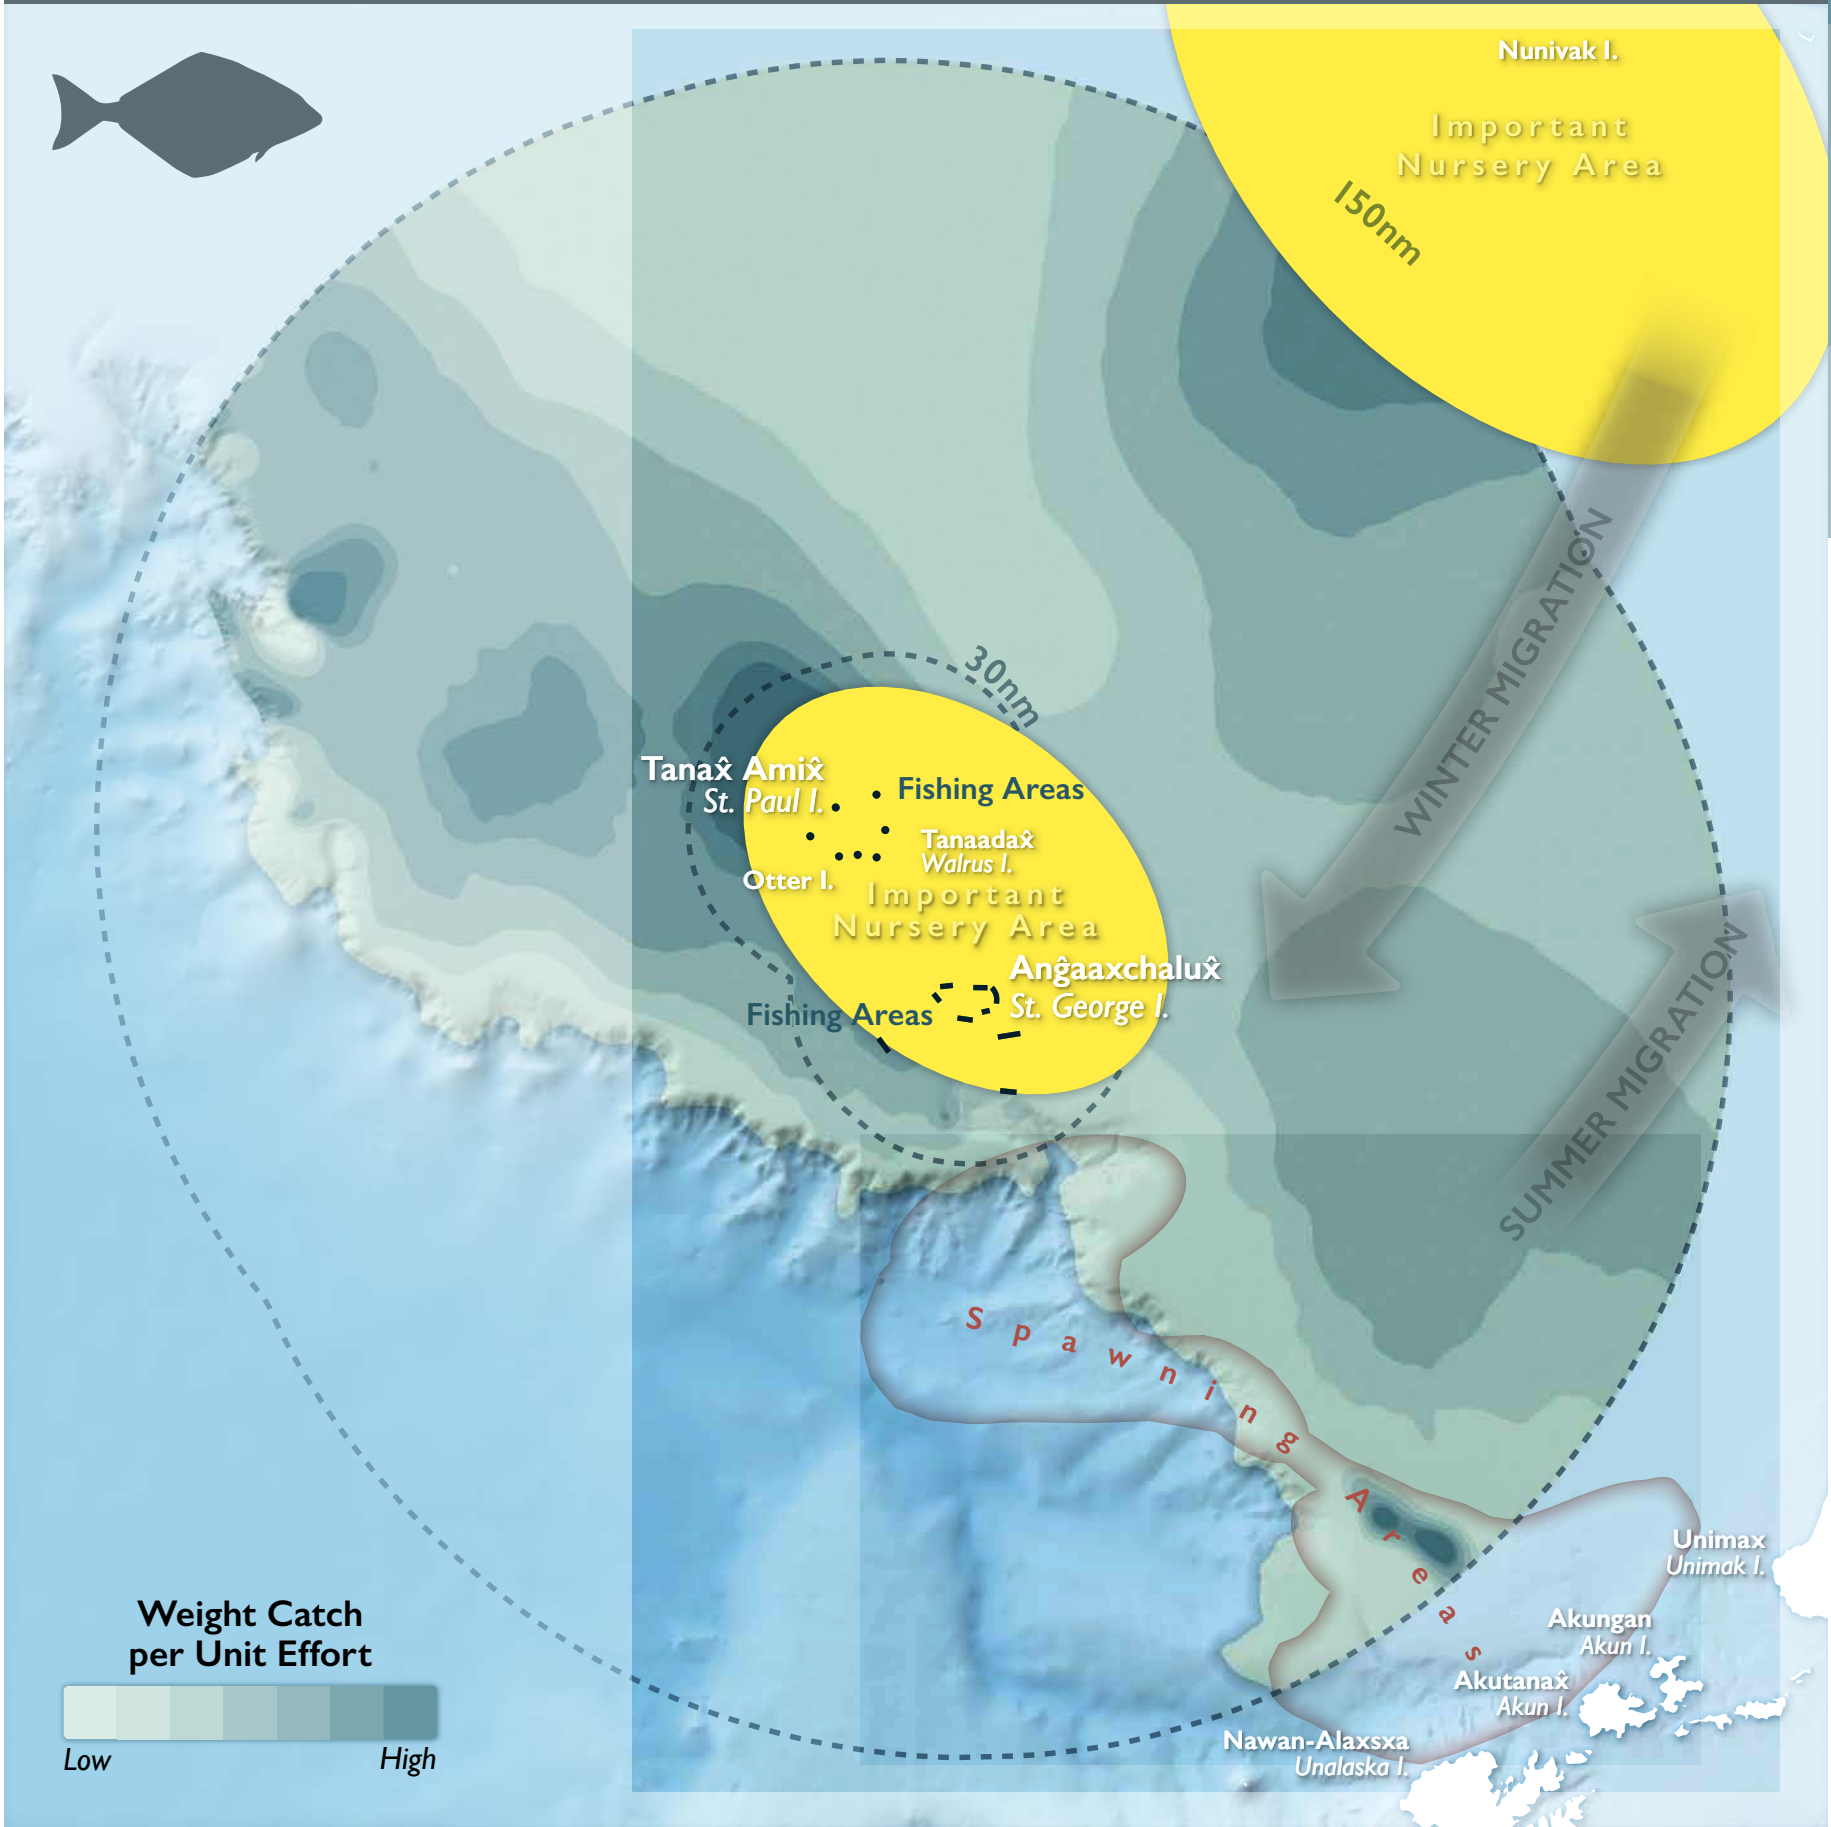 Nunivak I.
Important
Nursery Area
150nm
WINTER MIGRATION
30nm
Tanax̂ Amix̂
St. Paul I.
Fishing Areas
Tanaadax̂
Walrus I.
Otter I.
Important
Nursery Area
Anĝaaxchalux̂
St. George I.
Fishing Areas
SUMMER MIGRATION
Spawning Areas
Unimax
Unimak I.
Akungan
Akun I.
Akutanax̂
Akun I.
Nawan-Alaxsxa
Unalaska I.
Weight Catch
per Unit Effort
Low
High